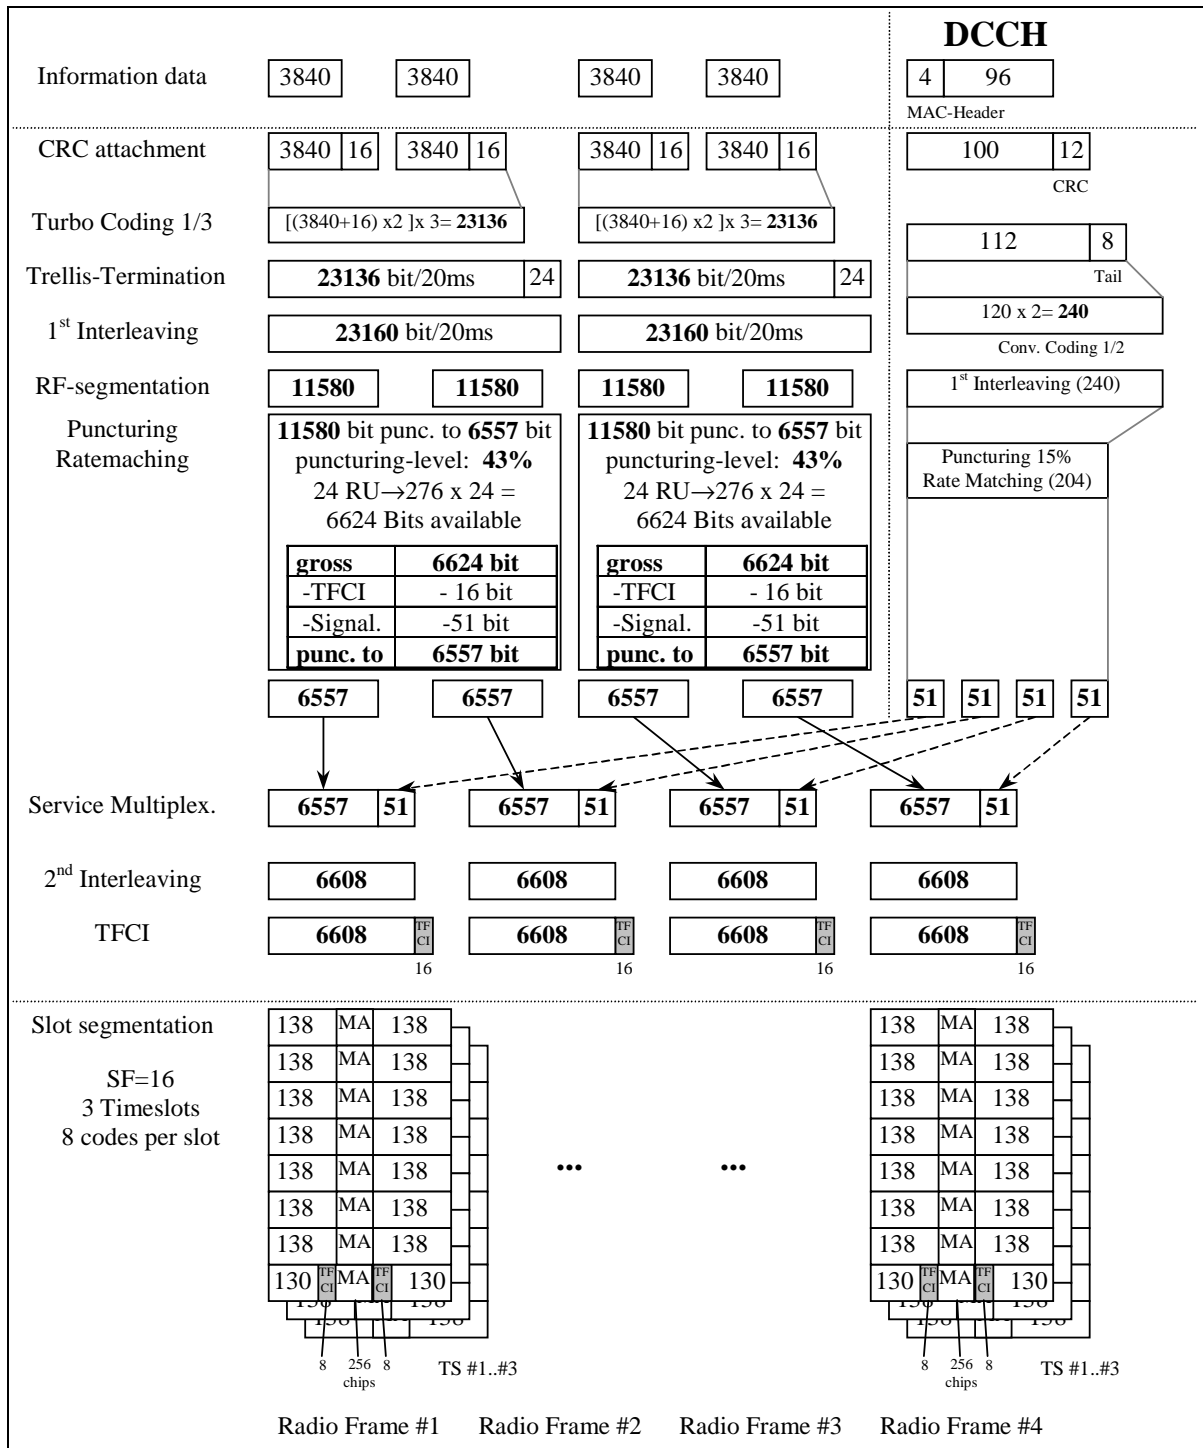 DCCH
Information data 3840 3840 3840 3840 4 96
MAC-Header
CRC attachment 3840 16 3840 16 3840 16 3840 16 100 12
CRC
Turbo Coding 1/3 [(3840+16) x2 ]x 3= 23136 [(3840+16) x2 ]x 3= 23136
112 8
Tail
Trellis-Termination 23136 bit/20ms 24 23136 bit/20ms 24
120 x 2= 240
Conv. Coding 1/2
1st Interleaving 23160 bit/20ms 23160 bit/20ms
RF-segmentation 11580 11580 11580 11580 1st Interleaving (240)
Puncturing
Ratemaching
11580 bit punc. to 6557 bit
puncturing-level: 43%
24 RU→276 x 24 =
6624 Bits available
gross 6624 bit
-TFCI - 16 bit
-Signal. -51 bit
punc. to 6557 bit
11580 bit punc. to 6557 bit
puncturing-level: 43%
24 RU→276 x 24 =
6624 Bits available
gross 6624 bit
-TFCI - 16 bit
-Signal. -51 bit
punc. to 6557 bit
Puncturing 15%
Rate Matching (204)
6557 6557 6557 6557 51 51 51 51
Service Multiplex. 6557 51 6557 51 6557 51 6557 51
2nd Interleaving 6608 6608 6608 6608
TFCI 6608 TF CI 6608 TF CI 6608 TF CI 6608 TF CI
16 16 16 16
Slot segmentation
SF=16
3 Timeslots
8 codes per slot
138 MA 138 138 MA 138
138 MA 138 138 MA 138
138 MA 138 138 MA 138
138 MA 138 138 MA 138
138 MA 138 ... ... 138 MA 138
138 MA 138 138 MA 138
138 MA 138 138 MA 138
130 TF CI MA TF CI 130 130 TF CI MA TF CI 130
8 256 chips 8 TS #1..#3 8 256 chips 8 TS #1..#3
Radio Frame #1 Radio Frame #2 Radio Frame #3 Radio Frame #4